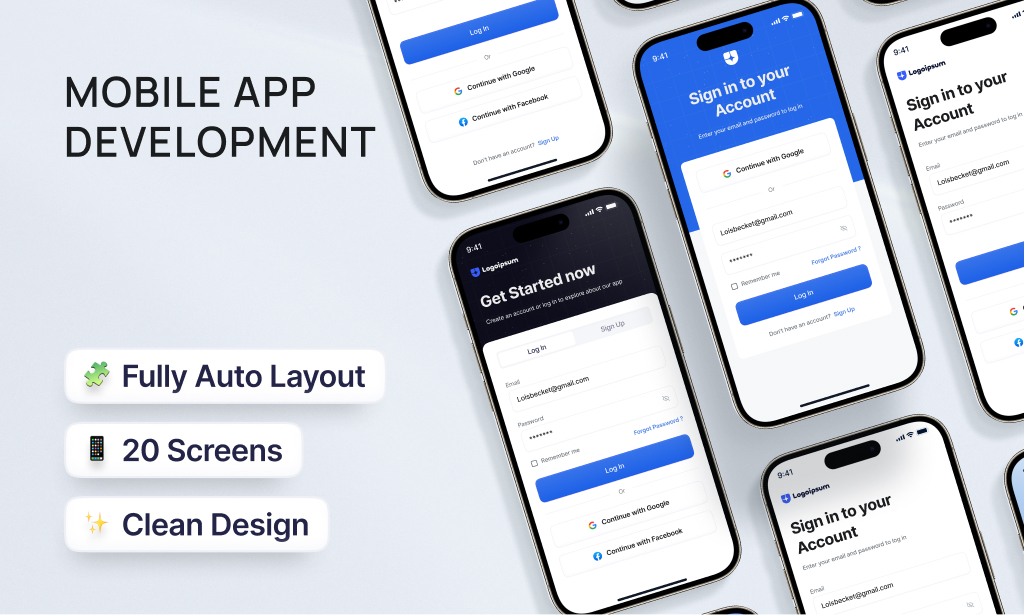 MOBILE APP
DEVELOPMENT
🧩 Fully Auto Layout
📱 20 Screens
✨ Clean Design
Log In
Or
Continue with Google
Continue with Facebook
Don't have an account? Sign Up
9:41
Logoipsum
Get Started now
Create an account or log in to explore about our app
Log In
Sign Up
Email
Loisbecket@gmail.com
Password
*******
Remember me
Forgot Password ?
Log In
Or
Continue with Google
Continue with Facebook
9:41
Sign in to your
Account
Enter your email and password to log in
Continue with Google
Or
Loisbecket@gmail.com
*******
Remember me
Forgot Password ?
Log In
Don't have an account? Sign Up
9:41
Logoipsum
Sign in to your
Account
Enter your email and password to log in
Email
Loisbecket@gmail.com
Password
*******
9:41
Logoipsum
Sign in to your
Account
Enter your email and password to log in
Email
Loisbecket@gmail.com